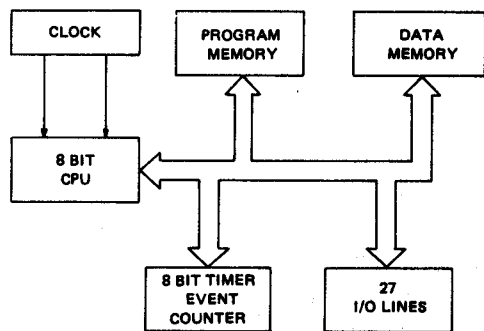 CLOCK
PROGRAM
MEMORY
DATA
MEMORY
8 BIT
CPU
8 BIT TIMER
EVENT
COUNTER
27
I/O LINES